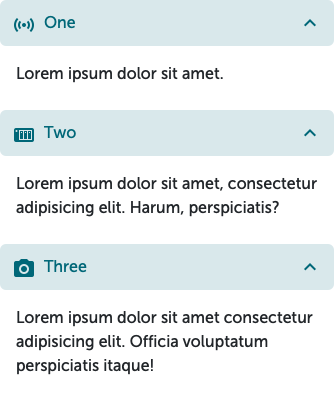 One
Lorem ipsum dolor sit amet.
Two
Lorem ipsum dolor sit amet, consectetur
adipisicing elit. Harum, perspiciatis?
Three
Lorem ipsum dolor sit amet consectetur
adipisicing elit. Officia voluptatum
perspiciatis itaque!